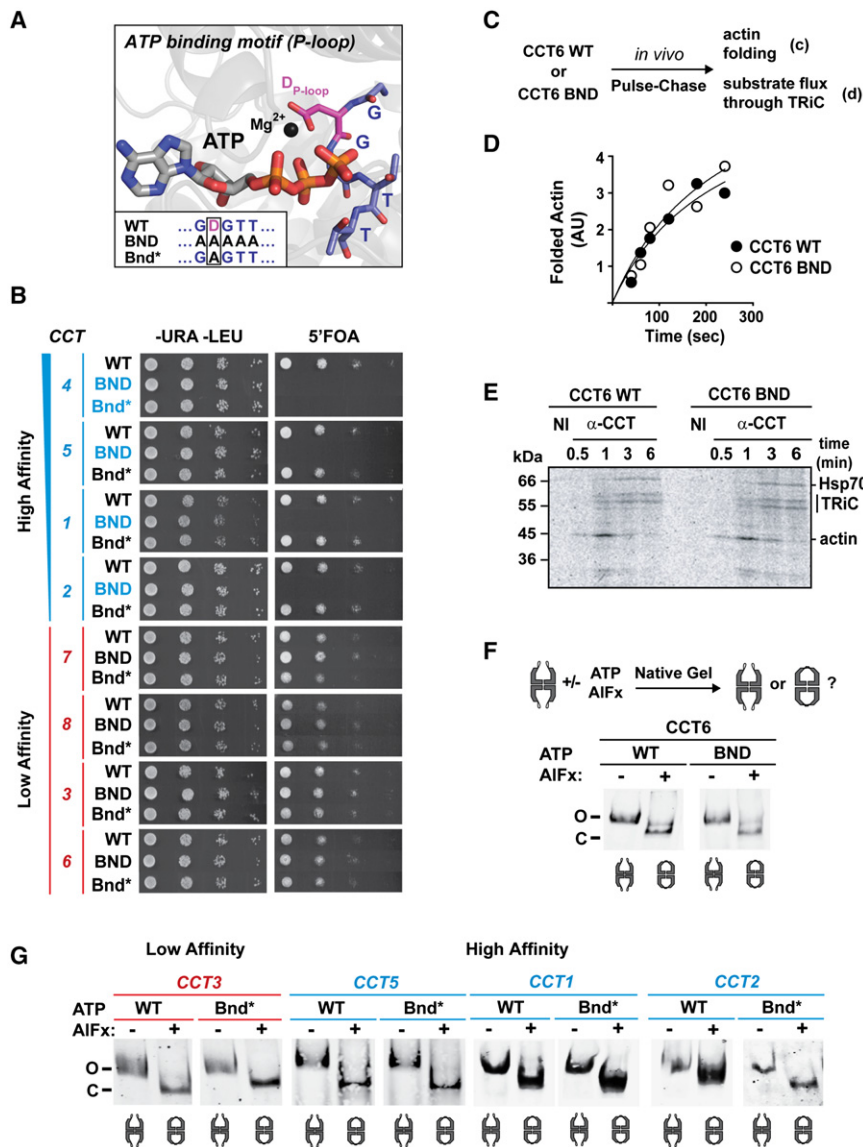 A
ATP binding motif (P-loop)
D P-loop
Mg2+
ATP
G
G
T
T
WT ...GDGTT...
BND ...AAAAA...
Bnd* ...GAGTT...
B
CCT -URA -LEU 5'FOA
High Affinity
4
WT
BND
Bnd*
5
WT
BND
Bnd*
1
WT
BND
Bnd*
2
WT
BND
Bnd*
Low Affinity
7
WT
BND
Bnd*
8
WT
BND
Bnd*
3
WT
BND
Bnd*
6
WT
BND
Bnd*
C
CCT6 WT
or
CCT6 BND
in vivo
Pulse-Chase
actin
folding (c)
substrate flux
through TRiC (d)
D
Folded Actin
(AU)
4
3
2
1
100 200 300
Time (sec)
CCT6 WT
CCT6 BND
E
CCT6 WT CCT6 BND
NI α-CCT NI α-CCT
0.5 1 3 6 0.5 1 3 6 time
(min)
kDa
66
55
45
36
Hsp70
TRiC
actin
F
+/- ATP
AlFx
Native Gel
or ?
CCT6
ATP WT BND
AlFx: - + - +
O
C
G
Low Affinity High Affinity
CCT3 CCT5 CCT1 CCT2
ATP WT Bnd* WT Bnd* WT Bnd* WT Bnd*
AlFx: - + - + - + - + - + - + - + - +
O
C